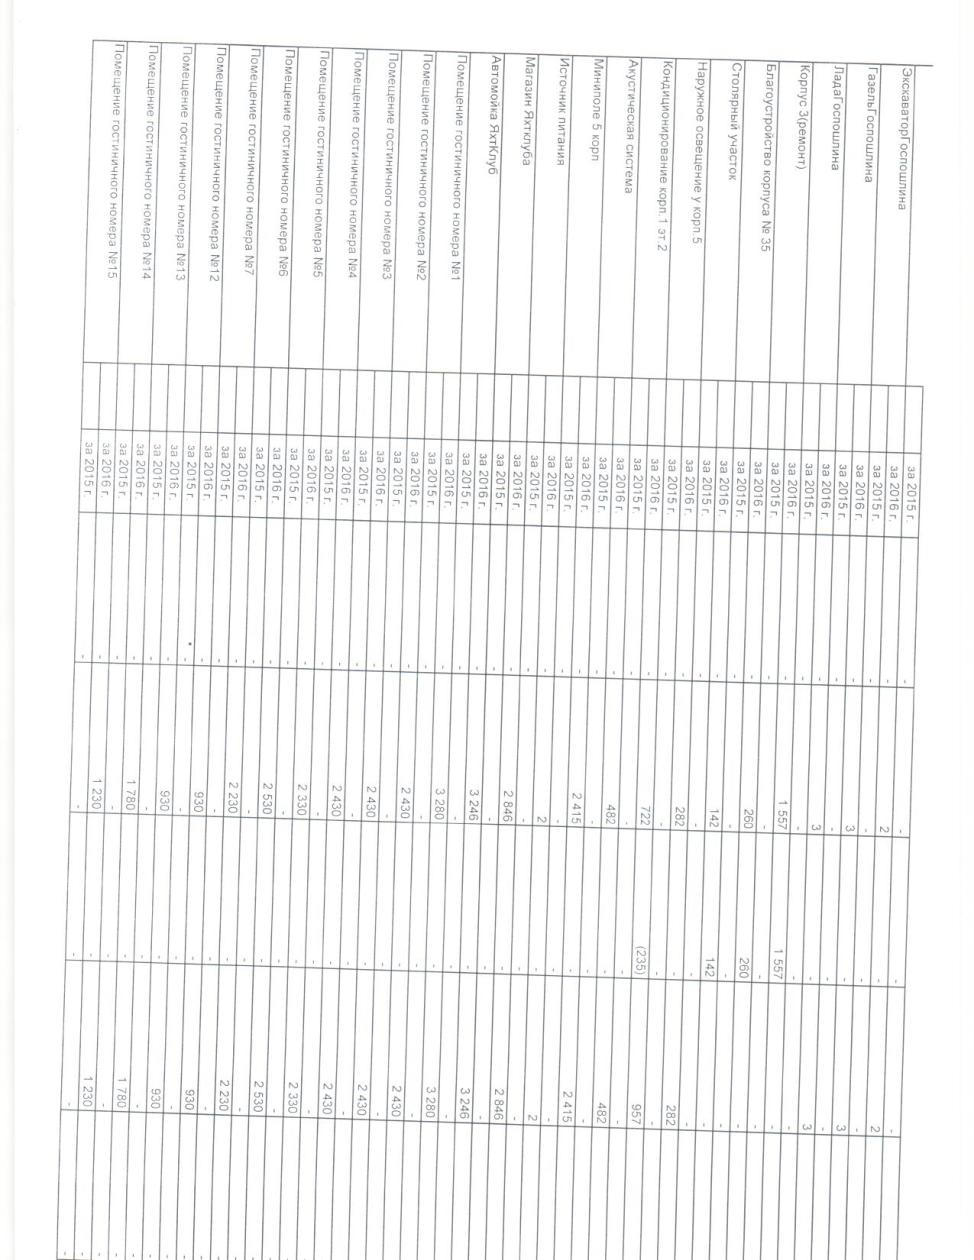 за 2015 г. - - - -
ЭкскаваторГоспошлина за 2016 г. - 2 - 2
за 2015 г. - - - -
ГазельГоспошлина за 2016 г. - 3 - 3
за 2015 г. - - - -
ЛадаГоспошлина за 2016 г. - 3 - 3
за 2015 г. - - - -
Корпус 3(ремонт) за 2016 г. - 1 557 1 557 -
за 2015 г. - - - -
Благоустройство корпуса № 35 за 2016 г. - 260 260 -
за 2015 г. - - - -
Столярный участок за 2016 г. - 142 142 -
за 2015 г. - - - -
Наружное освещение у корп.5 за 2016 г. - 282 - 282
за 2015 г. - - - -
Кондиционирование корп.1 эт.2 за 2016 г. - 722 (235) 957
за 2015 г. - - - -
Акустическая система за 2016 г. - 482 - 482
за 2015 г. - - - -
Миниполе 5 корп за 2016 г. - 2 415 - 2 415
за 2015 г. - - - -
Источник питания за 2016 г. - 2 - 2
за 2015 г. - - - -
Магазин Яхтклуба за 2016 г. - 2 846 - 2 846
за 2015 г. - - - -
Автомойка ЯхтКлуб за 2016 г. - 3 246 - 3 246
за 2015 г. - - - -
Помещение гостиничного номера №1 за 2016 г. - 3 280 - 3 280
за 2015 г. - - - -
Помещение гостиничного номера №2 за 2016 г. - 2 430 - 2 430
за 2015 г. - - - -
Помещение гостиничного номера №3 за 2016 г. - 2 430 - 2 430
за 2015 г. - - - -
Помещение гостиничного номера №4 за 2016 г. - 2 430 - 2 430
за 2015 г. - - - -
Помещение гостиничного номера №5 за 2016 г. - 2 330 - 2 330
за 2015 г. - - - -
Помещение гостиничного номера №6 за 2016 г. - 2 530 - 2 530
за 2015 г. - - - -
Помещение гостиничного номера №7 за 2016 г. - 2 230 - 2 230
за 2015 г. - - - -
Помещение гостиничного номера №12 за 2016 г. - 930 - 930 -
за 2015 г. - - - - -
Помещение гостиничного номера №13 за 2016 г. - 930 - 930 -
за 2015 г. - - - - -
Помещение гостиничного номера №14 за 2016 г. - 1 780 - 1 780 -
за 2015 г. - - - - -
Помещение гостиничного номера №15 за 2016 г. - 1 230 - 1 230 -
за 2015 г. - - - - -